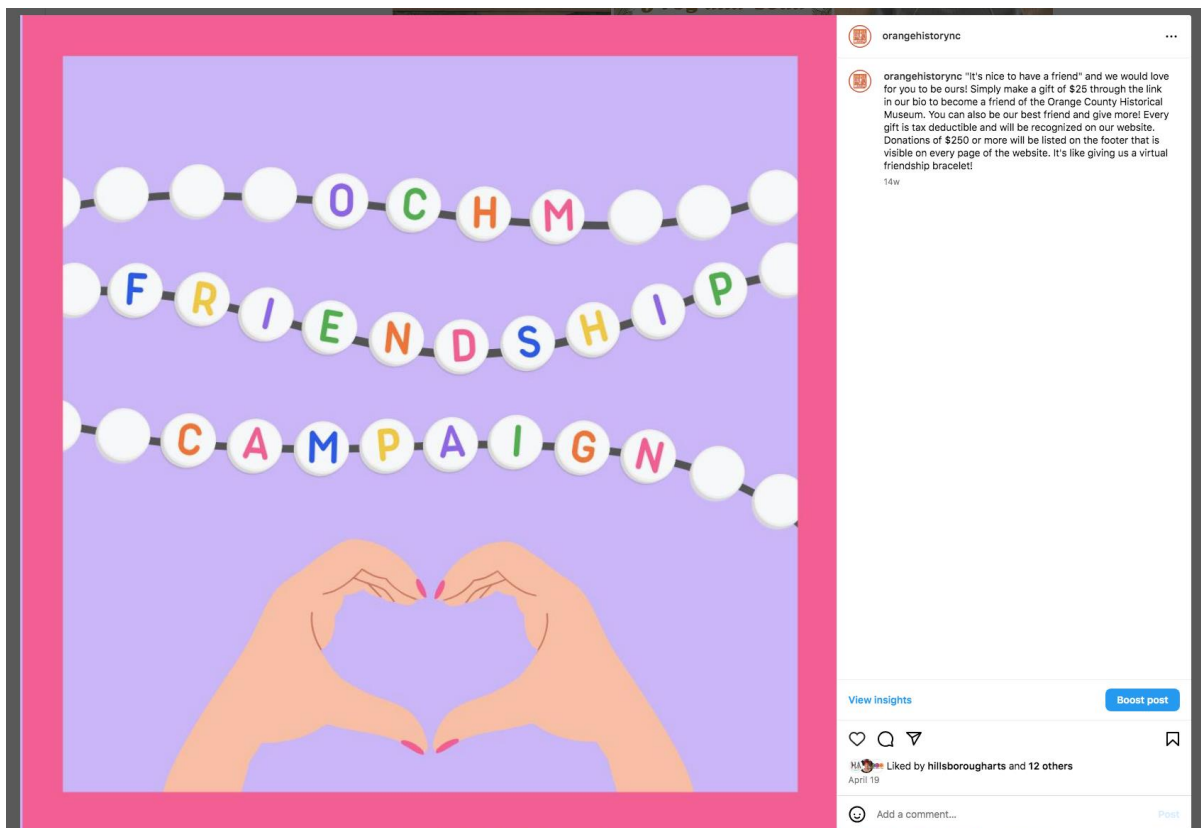 OCHM
FRIENDSHIP
CAMPAIGN
orangehistorync
orangehistorync "It's nice to have a friend" and we would love
for you to be ours! Simply make a gift of $25 through the link
in our bio to become a friend of the Orange County Historical
Museum. You can also be our best friend and give more! Every
gift is tax deductible and will be recognized on our website.
Donations of $250 or more will be listed on the footer that is
visible on every page of the website. It's like giving us a virtual
friendship bracelet!
14w
View insights
Boost post
Liked by hillsborougharts and 12 others
April 19
Add a comment...
Post